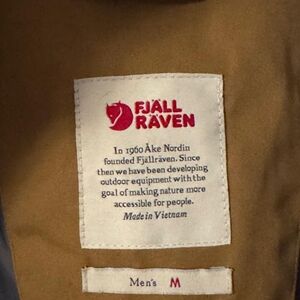 FJÄLL
RÄVEN
In 1960 Åke Nordin
founded Fjällräven. Since
then we have been developing
outdoor equipment with the
goal of making nature more
accessible for people.
Made in Vietnam
Men's M